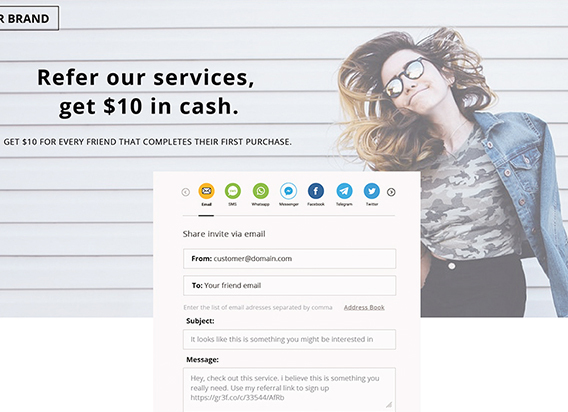 R BRAND
Refer our services,
get $10 in cash.
GET $10 FOR EVERY FRIEND THAT COMPLETES THEIR FIRST PURCHASE.
Email SMS Whatsapp Messenger Facebook Telegram Twitter
Share invite via email
From: customer@domain.com
To: Your friend email
Enter the list of email adresses separated by comma Address Book
Subject:
It looks like this is something you might be interested in
Message:
Hey, check out this service. i believe this is something you
really need. Use my referral link to sign up
https://gr3f.co/c/33544/AfRb